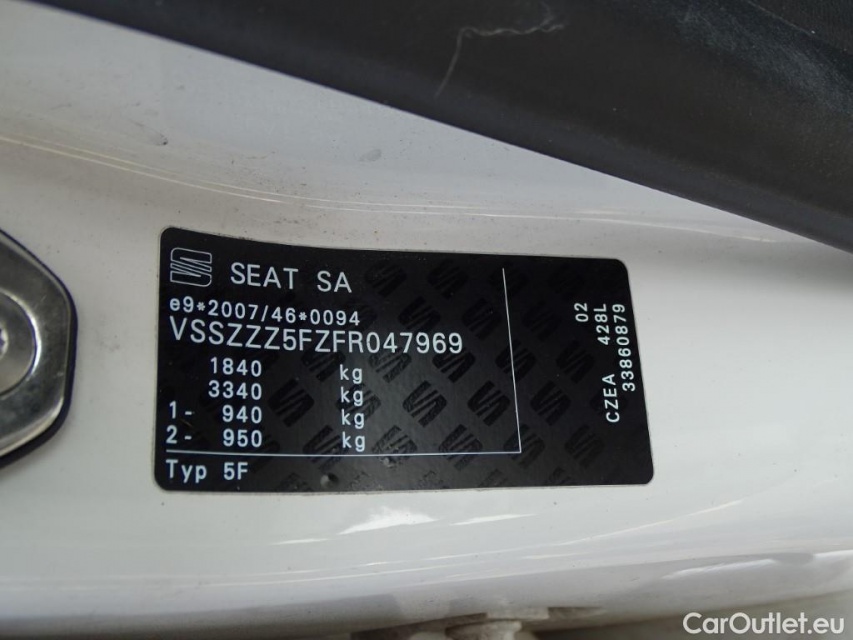 SEAT SA
e9*2007/46*0094
VSSZZZ5FZFR047969
1840 kg
3340 kg
1- 940 kg
2- 950 kg
Typ 5F
02
CZEA 428L
33860879
CarOutlet.eu